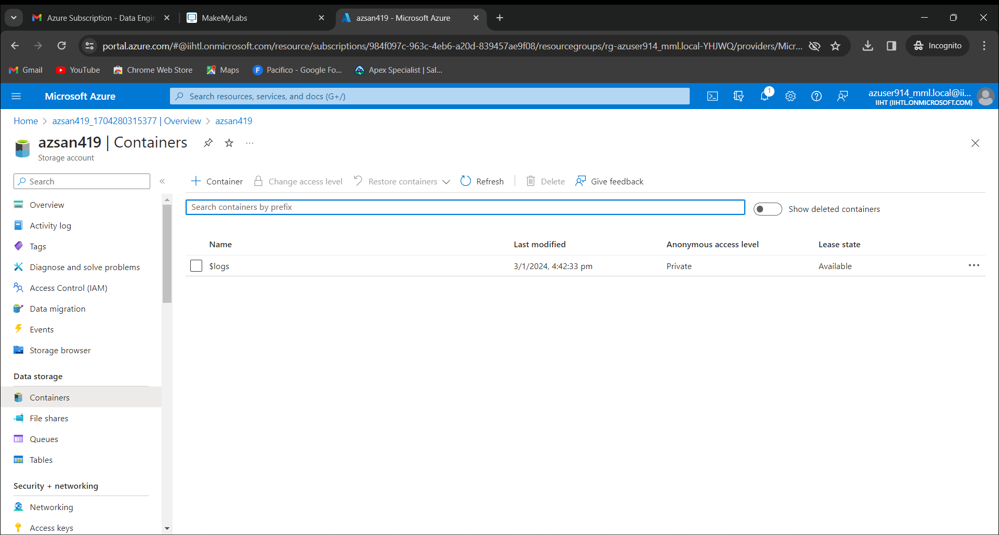 Azure Subscription - Data Engin
MakeMyLabs
azsan419 - Microsoft Azure
portal.azure.com/#@iihtl.onmicrosoft.com/resource/subscriptions/984f097c-963c-4eb6-a20d-839457ae9f08/resourcegroups/rg-azuser914_mml.local-YHJWQ/providers/Micr...
Incognito
Gmail
YouTube
Chrome Web Store
Maps
F Pacifico - Google Fo...
Apex Specialist | Sal...
Microsoft Azure
Search resources, services, and docs (G+/)
1
azuser914_mml.local@ii...
IIHT (IIHTL.ONMICROSOFT.COM)
Home > azsan419_1704280315377 | Overview > azsan419
azsan419 | Containers
Storage account
Search
Container
Change access level
Restore containers
Refresh
Delete
Give feedback
Search containers by prefix
Show deleted containers
Name Last modified Anonymous access level Lease state
$logs 3/1/2024, 4:42:33 pm Private Available
Overview
Activity log
Tags
Diagnose and solve problems
Access Control (IAM)
Data migration
Events
Storage browser
Data storage
Containers
File shares
Queues
Tables
Security + networking
Networking
Access keys